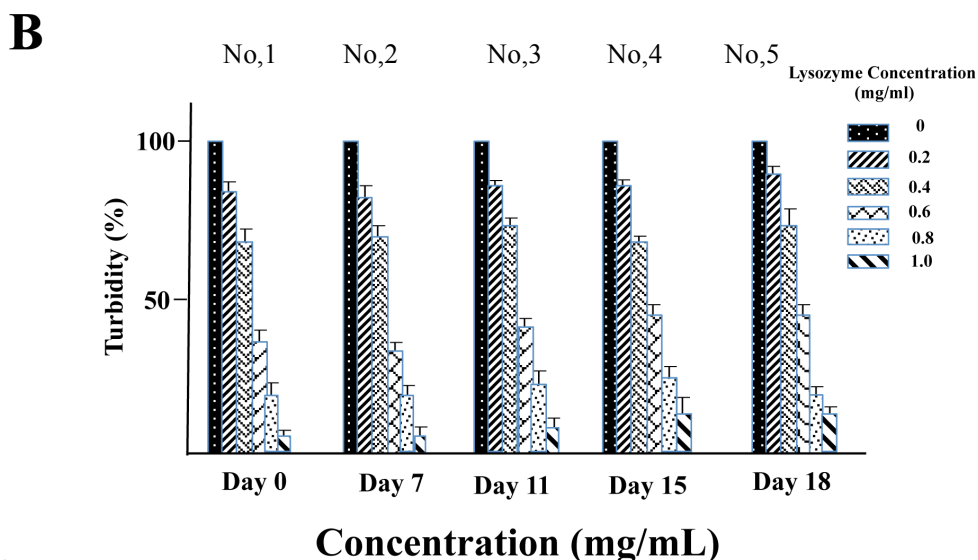 B
No,1 No,2 No,3 No,4 No,5
Lysozyme Concentration
(mg/ml)
0
0.2
0.4
0.6
0.8
1.0
100
50
Turbidity (%)
Day 0 Day 7 Day 11 Day 15 Day 18
Concentration (mg/mL)